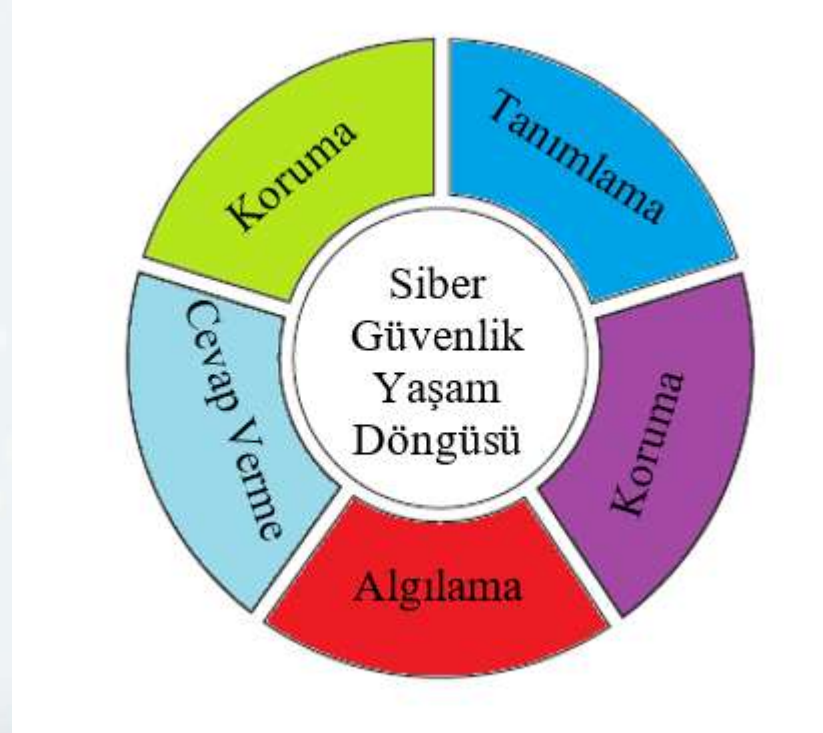 Tanımlama
Koruma
Algılama
Cevap Verme
Koruma
Siber
Güvenlik
Yaşam
Döngüsü